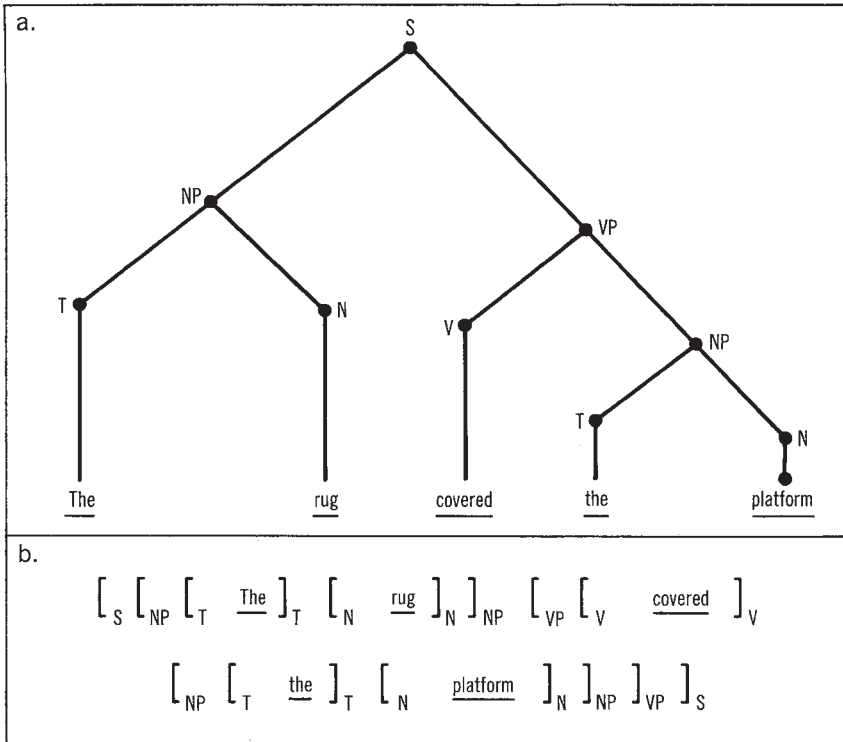 a.
S
NP
VP
T
N
V
NP
T
N
The rug covered the platform
b.
[S [NP [T The ]T [N rug ]N ]NP [VP [V covered ]V
[NP [T the ]T [N platform ]N ]NP ]VP ]S